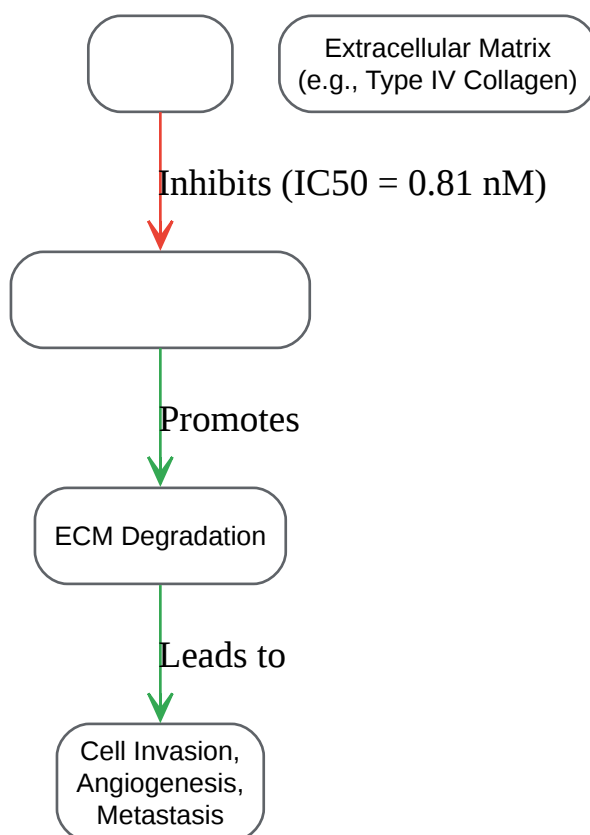 Extracellular Matrix
(e.g., Type IV Collagen)
Inhibits (IC50 = 0.81 nM)
Promotes
ECM Degradation
Leads to
Cell Invasion,
Angiogenesis,
Metastasis